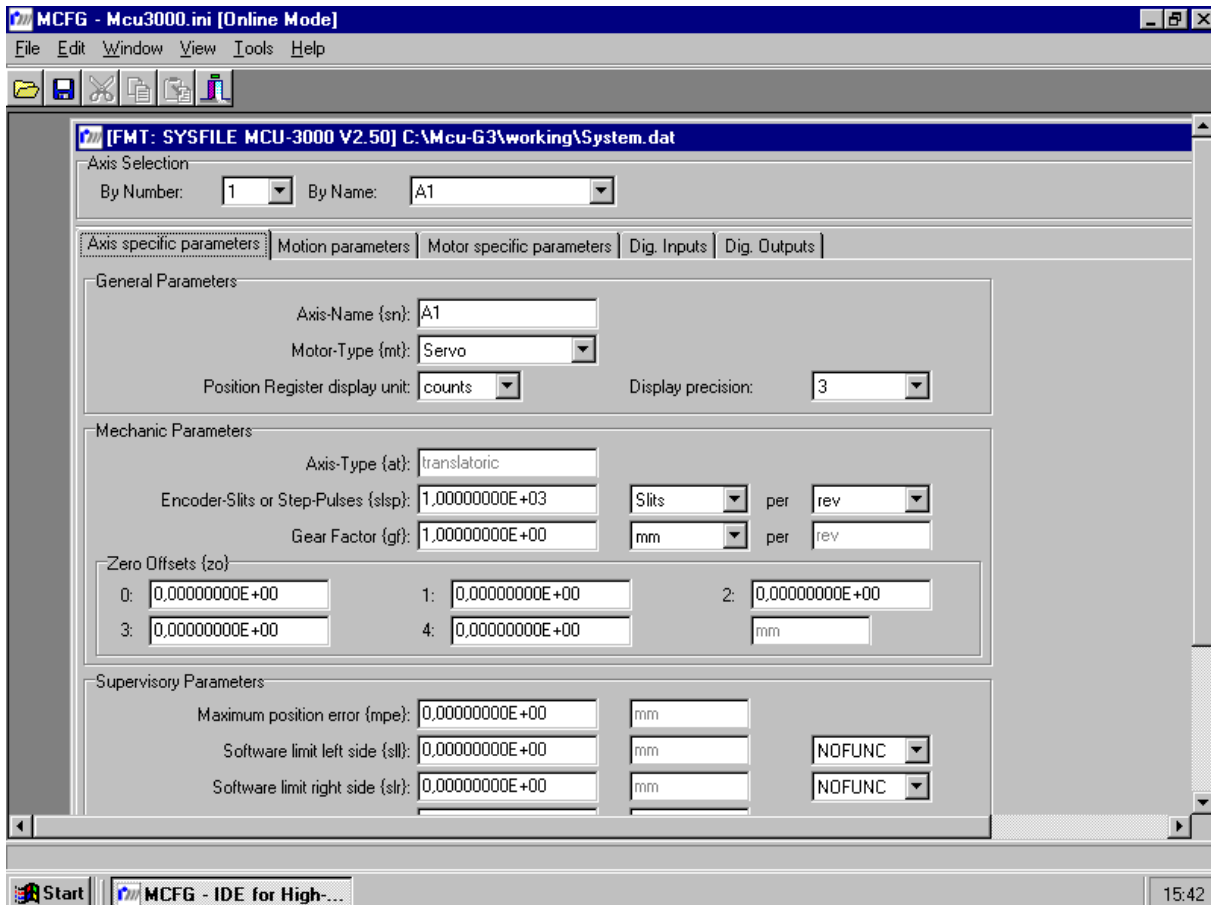 MCFG - Mcu3000.ini [Online Mode]
File Edit Window View Tools Help
[FMT: SYSFILE MCU-3000 V2.50] C:\Mcu-G3\working\System.dat
Axis Selection
By Number: 1 By Name: A1
Axis specific parameters Motion parameters Motor specific parameters Dig. Inputs Dig. Outputs
General Parameters
Axis-Name {sn}: A1
Motor-Type {mt}: Servo
Position Register display unit: counts Display precision: 3
Mechanic Parameters
Axis-Type {at}: translatoric
Encoder-Slits or Step-Pulses {slsp}: 1,00000000E+03 Slits per rev
Gear Factor {gf}: 1,00000000E+00 mm per rev
Zero Offsets {zo}
0: 0,00000000E+00 1: 0,00000000E+00 2: 0,00000000E+00
3: 0,00000000E+00 4: 0,00000000E+00 mm
Supervisory Parameters
Maximum position error {mpe}: 0,00000000E+00 mm
Software limit left side {sll}: 0,00000000E+00 mm NOFUNC
Software limit right side {slr}: 0,00000000E+00 mm NOFUNC
Start MCFG - IDE for High-... 15:42